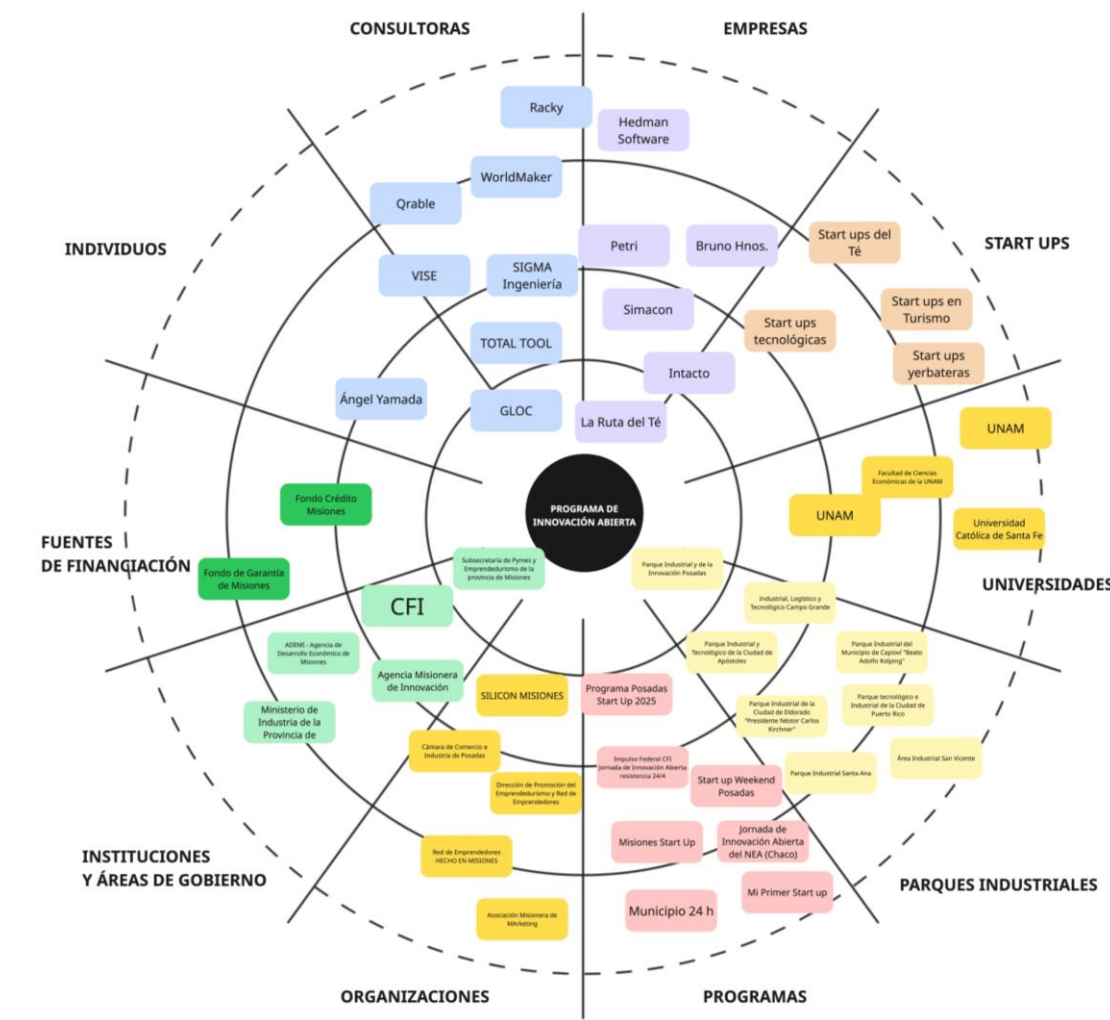 CONSULTORAS
EMPRESAS
Racky
Hedman
Software
WorldMaker
Qrable
INDIVIDUOS
START UPS
Petri
Bruno Hnos.
Start ups del
Té
VISE
SIGMA
Ingeniería
Simacon
Start ups en
Turismo
Start ups
tecnológicas
TOTAL TOOL
Start ups
yerbateras
Intacto
Ángel Yamada
GLOC
La Ruta del Té
UNAM
Facultad de Ciencias
Económicas de la UNAM
Fondo Crédito
Misiones
PROGRAMA DE
INNOVACIÓN ABIERTA
UNAM
Universidad
Católica de Santa Fe
FUENTES
DE FINANCIACIÓN
Fondo de Garantía
de Misiones
Subsecretaría de Pymes y
Emprendedurismo de la
provincia de Misiones
Parque Industrial y de la
Innovación Posadas
UNIVERSIDADES
CFI
Industrial, Logístico y
Tecnológico Campo Grande
ADEMI - Agencia de
Desarrollo Económico de
Misiones
Parque Industrial y
Tecnológico de la Ciudad de
Apóstoles
Parque Industrial del
Municipio de Capioví "Beato
Adolfo Kolping"
Agencia Misionera
de Innovación
SILICON MISIONES
Programa Posadas
Start Up 2025
Ministerio de
Industria de la
Provincia de
Parque Industrial de la
Ciudad de Eldorado
"Presidente Néstor Carlos
Kirchner"
Parque tecnológico e
Industrial de la Ciudad de
Puerto Rico
Cámara de Comercio e
Industria de Posadas
Impulso Federal CFI
Jornada de Innovación Abierta
resistencia 24/4
Start up Weekend
Posadas
Parque Industrial Santa Ana
Área Industrial San Vicente
Dirección de Promoción del
Emprendedurismo y Red de
Emprendedores
Red de Emprendedores
HECHO EN MISIONES
Misiones Start Up
Jornada de
Innovación Abierta
del NEA (Chaco)
INSTITUCIONES
Y ÁREAS DE GOBIERNO
PARQUES INDUSTRIALES
Mi Primer Start up
Municipio 24 h
Asociación Misionera de
MArketing
ORGANIZACIONES
PROGRAMAS